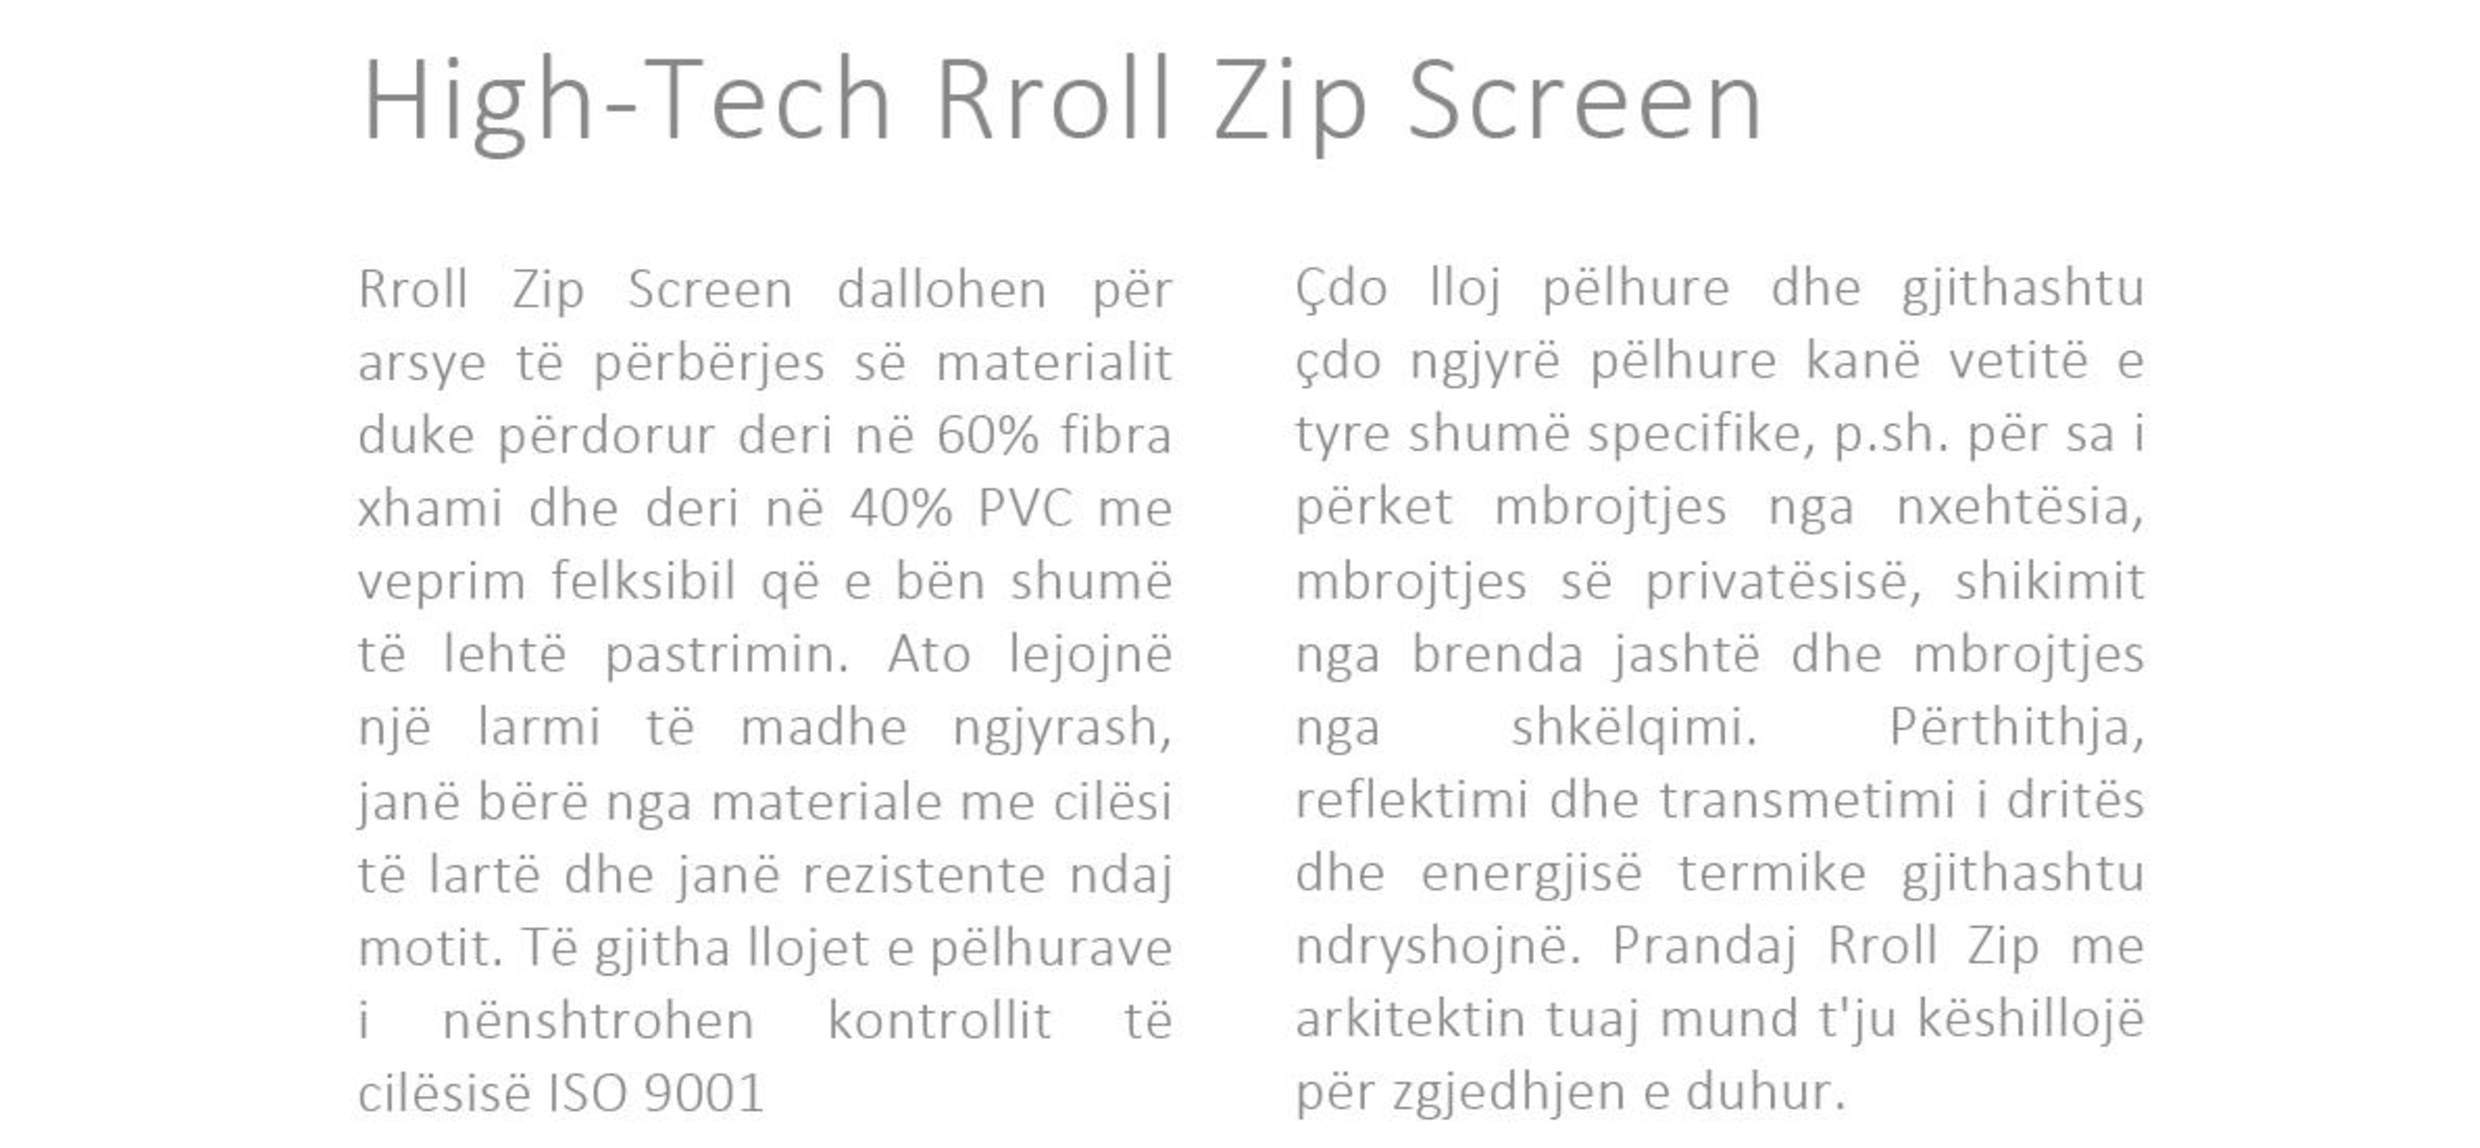 High-Tech Rroll Zip Screen
Rroll Zip Screen dallohen për
arsye të përbërjes së materialit
duke përdorur deri në 60% fibra
xhami dhe deri në 40% PVC me
veprim felksibil që e bën shumë
të lehtë pastrimin. Ato lejojnë
një larmi të madhe ngjyrash,
janë bërë nga materiale me cilësi
të lartë dhe janë rezistente ndaj
motit. Të gjitha llojet e pëlhurave
i nënshtrohen kontrollit të
cilësisë ISO 9001
Çdo lloj pëlhure dhe gjithashtu
çdo ngjyrë pëlhure kanë vetitë e
tyre shumë specifike, p.sh. për sa i
përket mbrojtjes nga nxehtësia,
mbrojtjes së privatësisë, shikimit
nga brenda jashtë dhe mbrojtjes
nga shkëlqimi. Përthithja,
reflektimi dhe transmetimi i dritës
dhe energjisë termike gjithashtu
ndryshojnë. Prandaj Rroll Zip me
arkitektin tuaj mund t'ju këshillojë
për zgjedhjen e duhur.